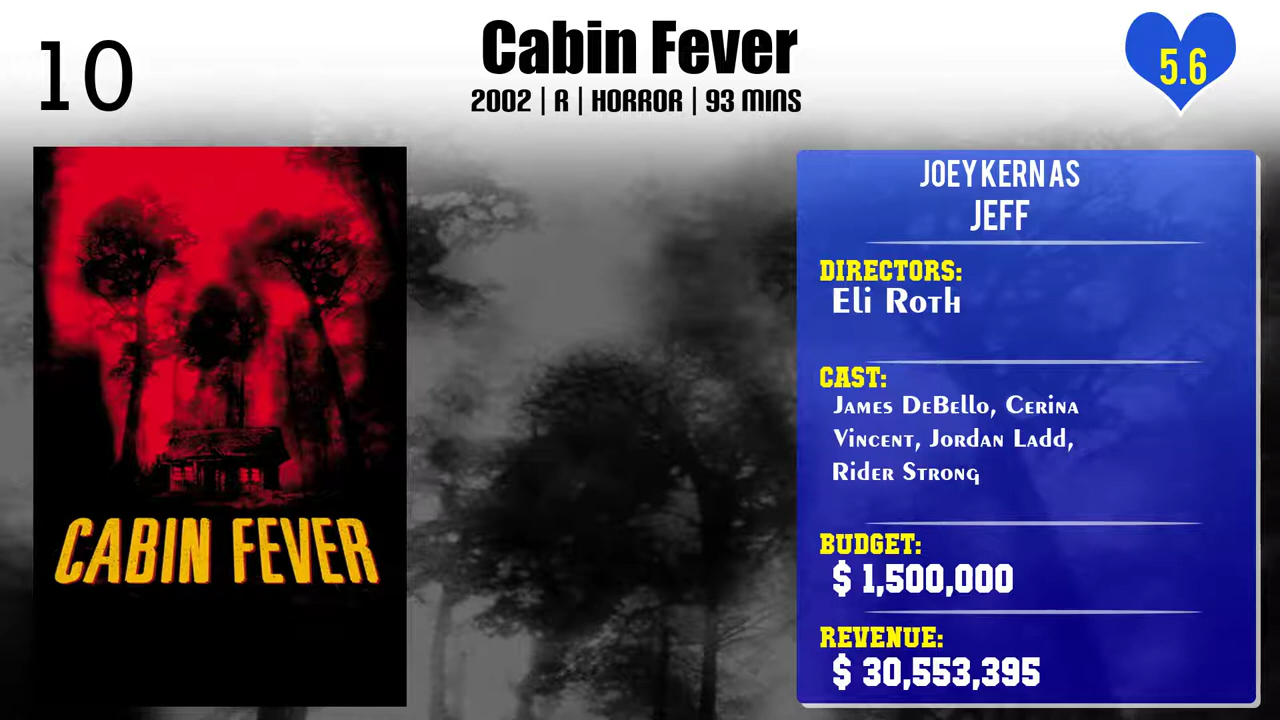 10
Cabin Fever
2002 | R | HORROR | 93 MINS
5.6
CABIN FEVER
JOEY KERN AS
JEFF
DIRECTORS:
Eli Roth
CAST:
James DeBello, Cerina
Vincent, Jordan Ladd,
Rider Strong
BUDGET:
$ 1,500,000
REVENUE:
$ 30,553,395